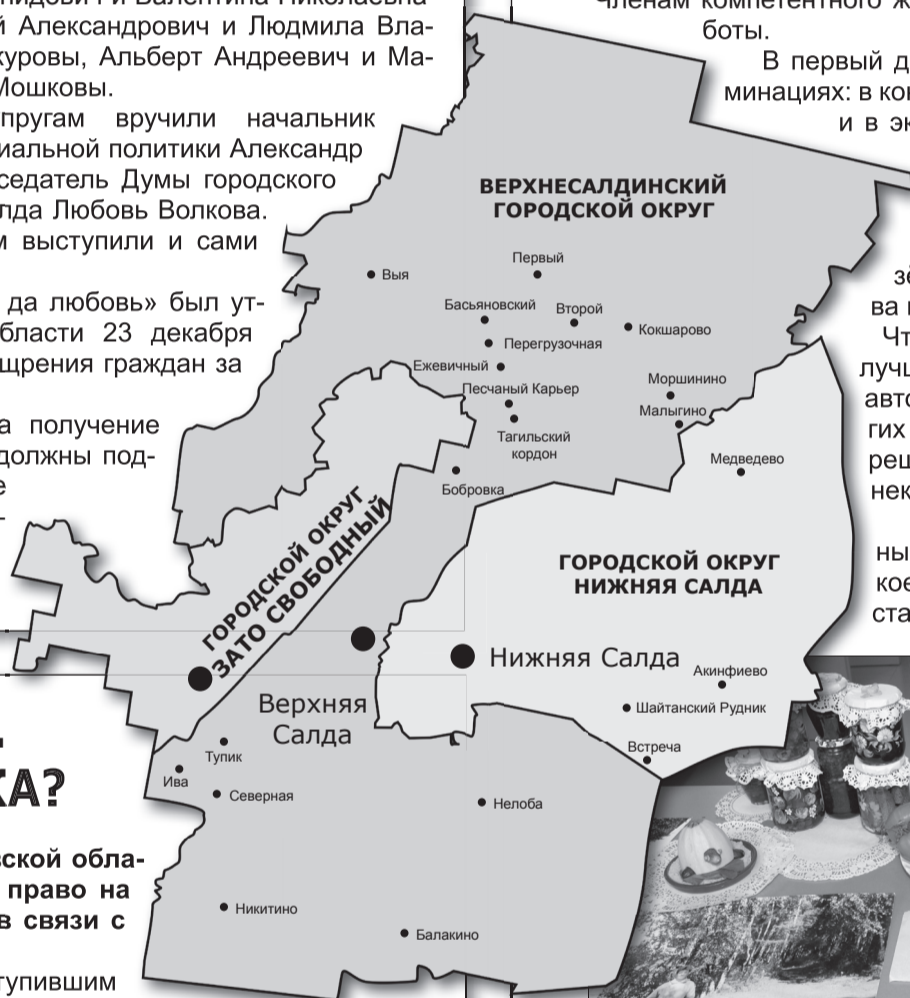 й Александрович и Людмила Вла-
куровы, Альберт Андреевич и Ма-
Мошковы.
пругам вручили начальник
иальной политики Александр
седатель Думы городского
лда Любовь Волкова.
м выступили и сами
да любовь» был ут-
бласти 23 декабря
щрения граждан за
а получение
должны под-
е
КА?
вской обла-
право на
в связи с
тупившим
боты.
В первый д
минациях: в кон
и в эк
зё
ва
Чт
лучш
авто
гих
реш
нек
ны
кое
ста
ВЕРХНЕСАЛДИНСКИЙ
ГОРОДСКОЙ ОКРУГ
Выя
Первый
Басьяновский
Второй
Кокшарово
Перегрузочная
Ежевичный
Песчаный Карьер
Моршинино
Малыгино
Тагильский
кордон
Медведево
Бобровка
ГОРОДСКОЙ ОКРУГ
ЗАТО СВОБОДНЫЙ
ГОРОДСКОЙ ОКРУГ
НИЖНЯЯ САЛДА
Нижняя Салда
Акинфиево
Шайтанский Рудник
Встреча
Верхняя
Салда
Тупик
Ива
Северная
Нелоба
Никитино
Балакино